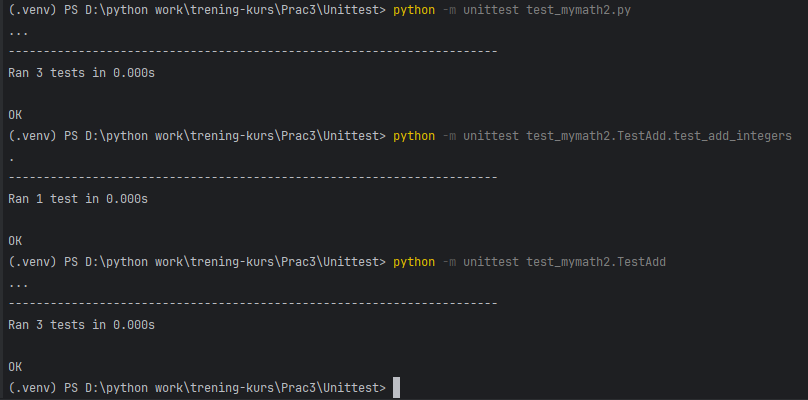 (.venv) PS D:\python work\trening-kurs\Prac3\Unittest> python -m unittest test_mymath2.py
...
----------------------------------------------------------------------
Ran 3 tests in 0.000s
OK
(.venv) PS D:\python work\trening-kurs\Prac3\Unittest> python -m unittest test_mymath2.TestAdd.test_add_integers
.
----------------------------------------------------------------------
Ran 1 test in 0.000s
OK
(.venv) PS D:\python work\trening-kurs\Prac3\Unittest> python -m unittest test_mymath2.TestAdd
...
----------------------------------------------------------------------
Ran 3 tests in 0.000s
OK
(.venv) PS D:\python work\trening-kurs\Prac3\Unittest>